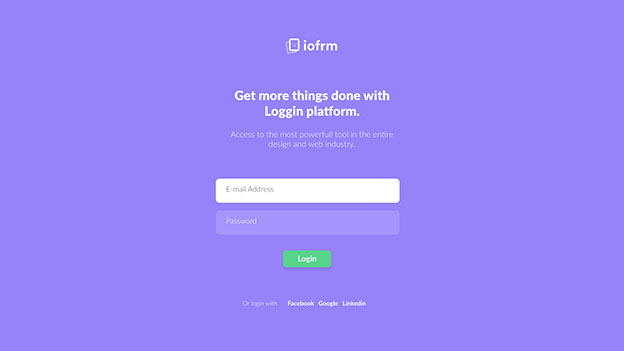 iofrm
Get more things done with
Loggin platform.
Access to the most powerfull tool in the entire
design and web industry.
E-mail Address
Password
Login
Or login with Facebook Google Linkedin